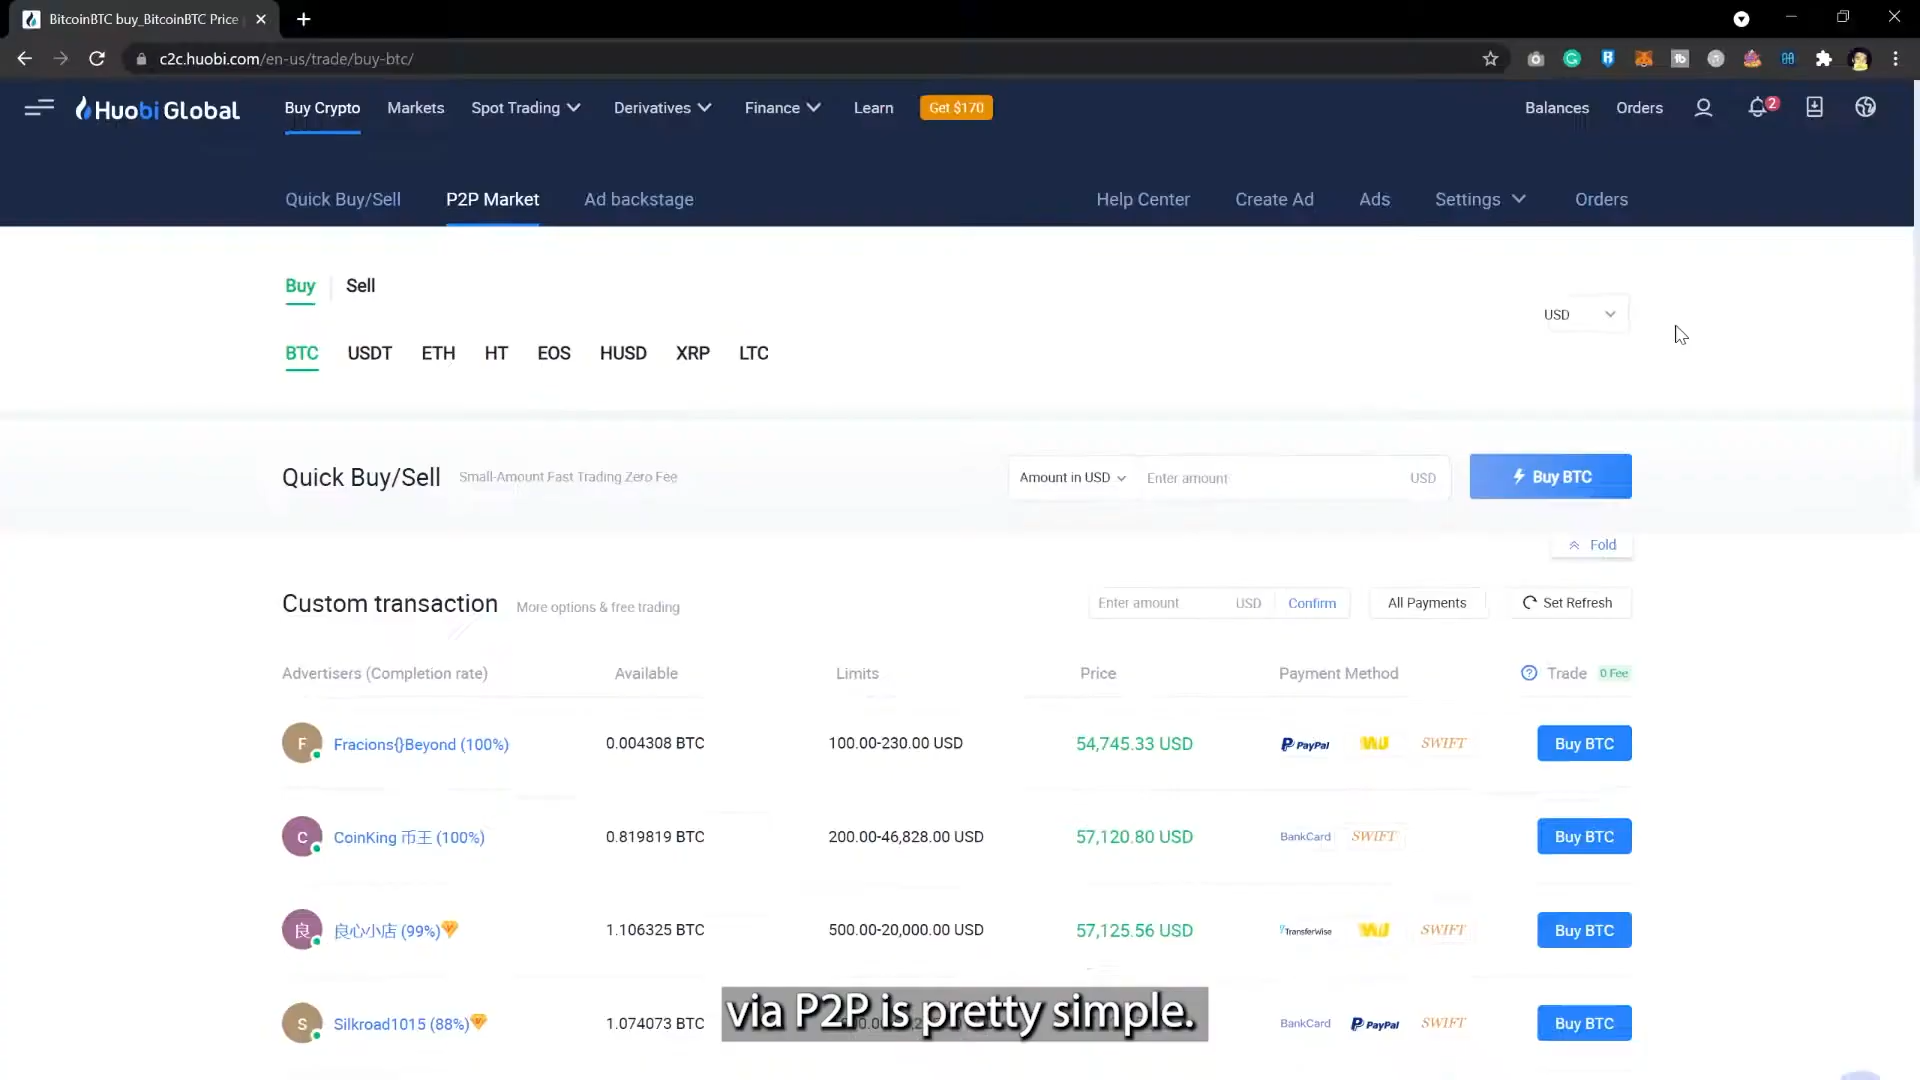 BitcoinBTC buy_BitcoinBTC Price
c2c.huobi.com/en-us/trade/buy-btc/
Huobi Global Buy Crypto Markets Spot Trading Derivatives Finance Learn Get $170 Balances Orders 2
Quick Buy/Sell P2P Market Ad backstage Help Center Create Ad Ads Settings Orders
Buy Sell
USD
BTC USDT ETH HT EOS HUSD XRP LTC
Quick Buy/Sell Small-Amount Fast Trading Zero Fee Amount in USD Enter amount USD Buy BTC
Fold
Custom transaction More options & free trading Enter amount USD Confirm All Payments Set Refresh
Advertisers (Completion rate) Available Limits Price Payment Method Trade 0 Fee
F Fracions{}Beyond (100%) 0.004308 BTC 100.00-230.00 USD 54,745.33 USD PayPal WU SWIFT Buy BTC
C CoinKing 币王 (100%) 0.819819 BTC 200.00-46,828.00 USD 57,120.80 USD BankCard SWIFT Buy BTC
良 良心小店 (99%) 1.106325 BTC 500.00-20,000.00 USD 57,125.56 USD TransferWise WU SWIFT Buy BTC
S Silkroad1015 (88%) 1.074073 BTC BankCard PayPal SWIFT Buy BTC
via P2P is pretty simple.